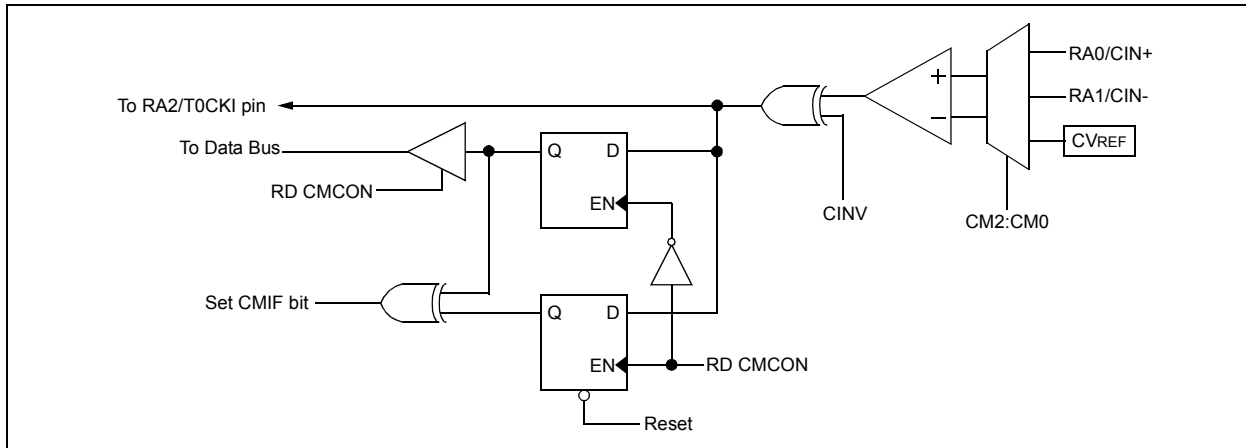 RA0/CIN+
To RA2/T0CKI pin
+
RA1/CIN-
−
To Data Bus
Q D
CVREF
RD CMCON
EN
CINV
CM2:CM0
Set CMIF bit
Q D
EN
RD CMCON
Reset